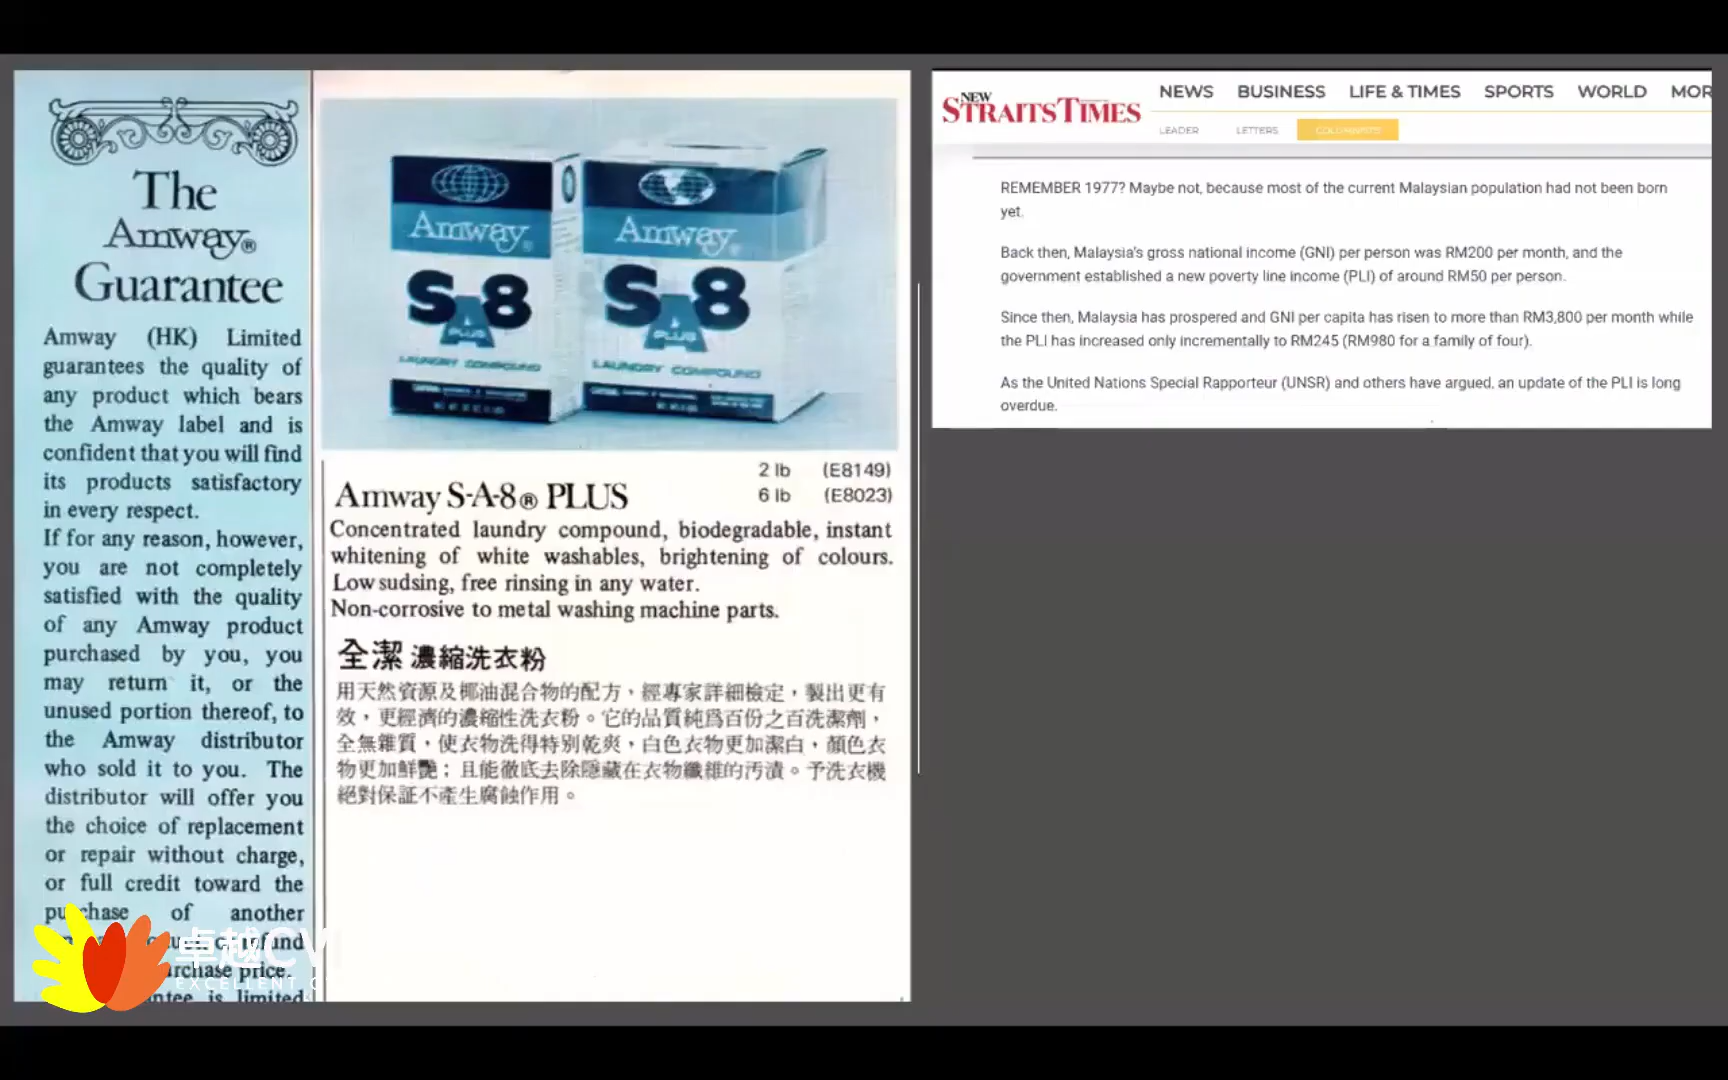 The
Amway®
Guarantee
Amway (HK) Limited
guarantees the quality of
any product which bears
the Amway label and is
confident that you will find
its products satisfactory
in every respect.
If for any reason, however,
you are not completely
satisfied with the quality
of any Amway product
purchased by you, you
may return it, or the
unused portion thereof, to
the Amway distributor
who sold it to you. The
distributor will offer you
the choice of replacement
or repair without charge,
or full credit toward the
purchase of another
refund
purchase price.
is limited
Amway®
S-A-8
PLUS
LAUNDRY COMPOUND
Amway®
S-A-8
PLUS
LAUNDRY COMPOUND
2 lb (E8149)
6 lb (E8023)
Amway S-A-8® PLUS
Concentrated laundry compound, biodegradable, instant
whitening of white washables, brightening of colours.
Low sudsing, free rinsing in any water.
Non-corrosive to metal washing machine parts.
全潔 濃縮洗衣粉
用天然資源及椰油混合物的配方，經專家詳細檢定，製出更有
效，更經濟的濃縮性洗衣粉。它的品質純爲百份之百洗潔劑，
全無雜質，使衣物洗得特別乾爽，白色衣物更加潔白，顏色衣
物更加鮮艷；且能徹底去除隱藏在衣物纖維的汚漬。予洗衣機
絕對保証不產生腐蝕作用。
卓越CY
EXCELLENT C
NEW
STRAITS TIMES
NEWS BUSINESS LIFE & TIMES SPORTS WORLD MOR
LEADER LETTERS COLUMNISTS
REMEMBER 1977? Maybe not, because most of the current Malaysian population had not been born
yet.
Back then, Malaysia's gross national income (GNI) per person was RM200 per month, and the
government established a new poverty line income (PLI) of around RM50 per person.
Since then, Malaysia has prospered and GNI per capita has risen to more than RM3,800 per month while
the PLI has increased only incrementally to RM245 (RM980 for a family of four).
As the United Nations Special Rapporteur (UNSR) and others have argued, an update of the PLI is long
overdue.